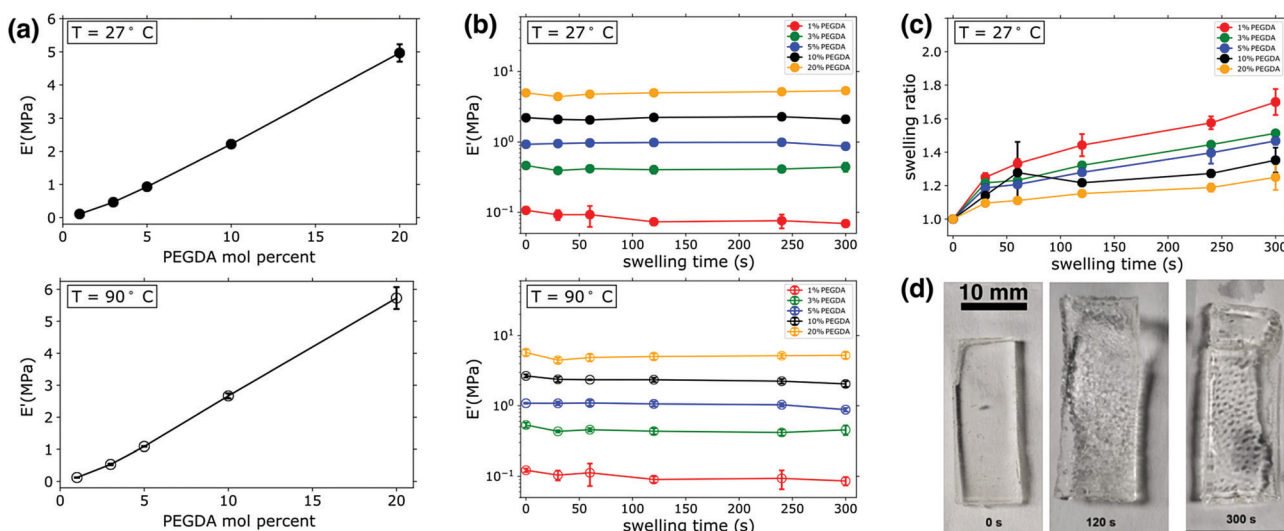 (a)
T = 27° C
E'(MPa)
6
5
4
3
2
1
0
0
5
10
15
20
PEGDA mol percent
T = 90° C
E'(MPa)
6
5
4
3
2
1
0
0
5
10
15
20
PEGDA mol percent
(b)
T = 27° C
1% PEGDA
3% PEGDA
5% PEGDA
10% PEGDA
20% PEGDA
E'(MPa)
10¹
10⁰
10⁻¹
0
50
100
150
200
250
300
swelling time (s)
T = 90° C
1% PEGDA
3% PEGDA
5% PEGDA
10% PEGDA
20% PEGDA
E'(MPa)
10¹
10⁰
10⁻¹
0
50
100
150
200
250
300
swelling time (s)
(c)
T = 27° C
1% PEGDA
3% PEGDA
5% PEGDA
10% PEGDA
20% PEGDA
swelling ratio
2.0
1.8
1.6
1.4
1.2
1.0
0
50
100
150
200
250
300
swelling time (s)
(d)
10 mm
0 s
120 s
300 s